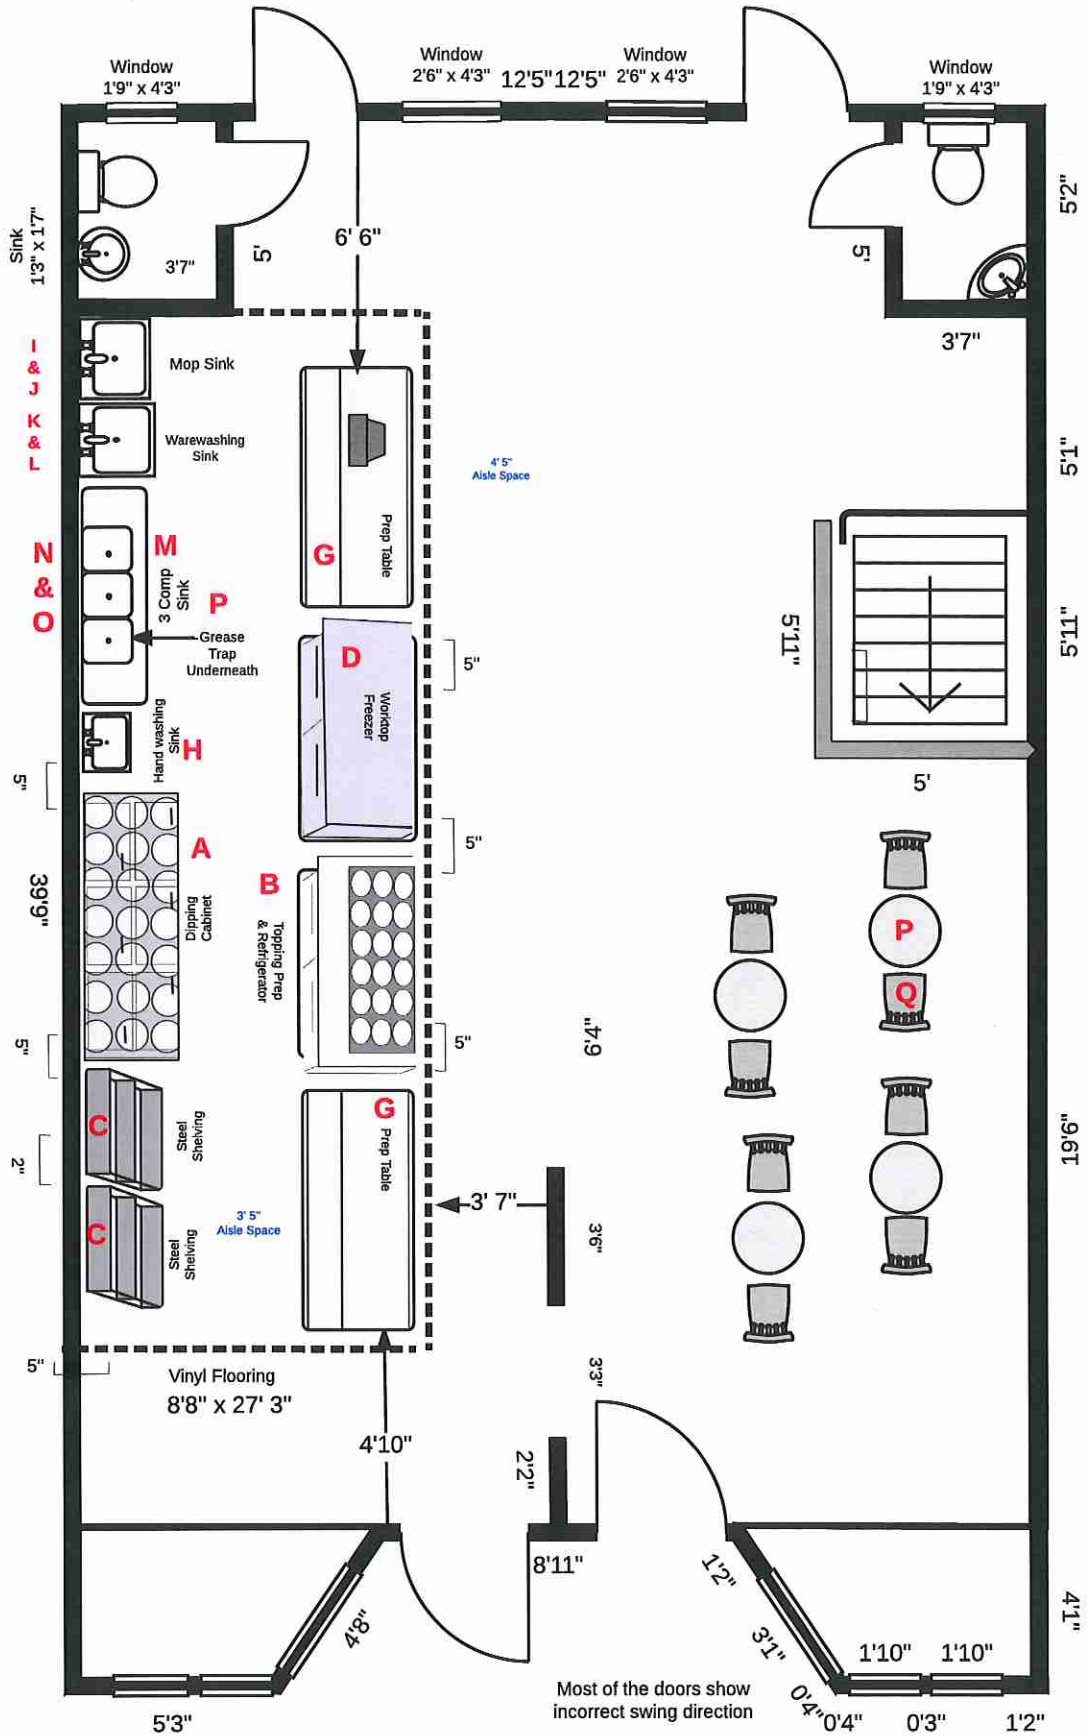 Window
1'9" x 4'3"
Window
2'6" x 4'3"
12'5"
12'5"
Window
2'6" x 4'3"
Window
1'9" x 4'3"
Sink
1'3" x 1'7"
3'7"
5'
6' 6"
5'
5'2"
3'7"
I
&
J
Mop Sink
K
&
L
Warewashing
Sink
4' 5"
Aisle Space
5'1"
Prep Table
G
N
&
O
M
3 Comp
Sink
P
Grease
Trap
Underneath
D
Worktop
Freezer
5"
5'11"
5'11"
Hand washing
Sink
H
5"
5'
5"
A
Dipping
Cabinet
B
Topping Prep
& Refrigerator
39'9"
P
Q
5"
5"
6'4"
C
Steel
Shelving
G
Prep Table
2"
19'9"
3' 7"
C
Steel
Shelving
3' 5"
Aisle Space
3'6"
5"
Vinyl Flooring
8'8" x 27' 3"
3'3"
4'10"
2'2"
8'11"
1'2"
4'8"
3'1"
4'1"
1'10"
1'10"
Most of the doors show
incorrect swing direction
0'4"
5'3"
0'4"
0'3"
1'2"